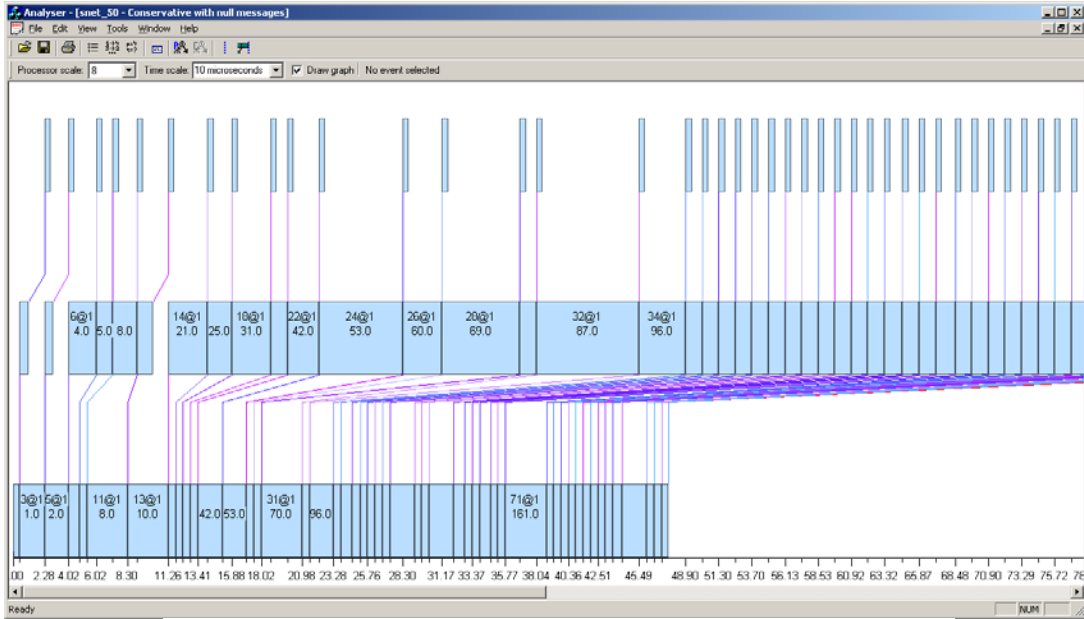 Analyser - [snet_50 - Conservative with null messages]
File Edit View Tools Window Help
Processor scale: 8 Time scale: 10 microseconds Draw graph No event selected
6@1 14@1 18@1 22@1 24@1 26@1 28@1 32@1 34@1
4.0 5.0 8.0 21.0 25.0 31.0 42.0 53.0 60.0 69.0 87.0 96.0
3@1 5@1 11@1 13@1 31@1 71@1
1.0 2.0 8.0 10.0 42.0 53.0 70.0 96.0 161.0
.00 2.28 4.02 6.02 8.30 11.26 13.41 15.88 18.02 20.98 23.28 25.76 28.30 31.17 33.37 35.77 38.04 40.36 42.51 45.49 48.90 51.30 53.70 56.13 58.53 60.92 63.32 65.87 68.48 70.90 73.29 75.72 78
Ready NUM